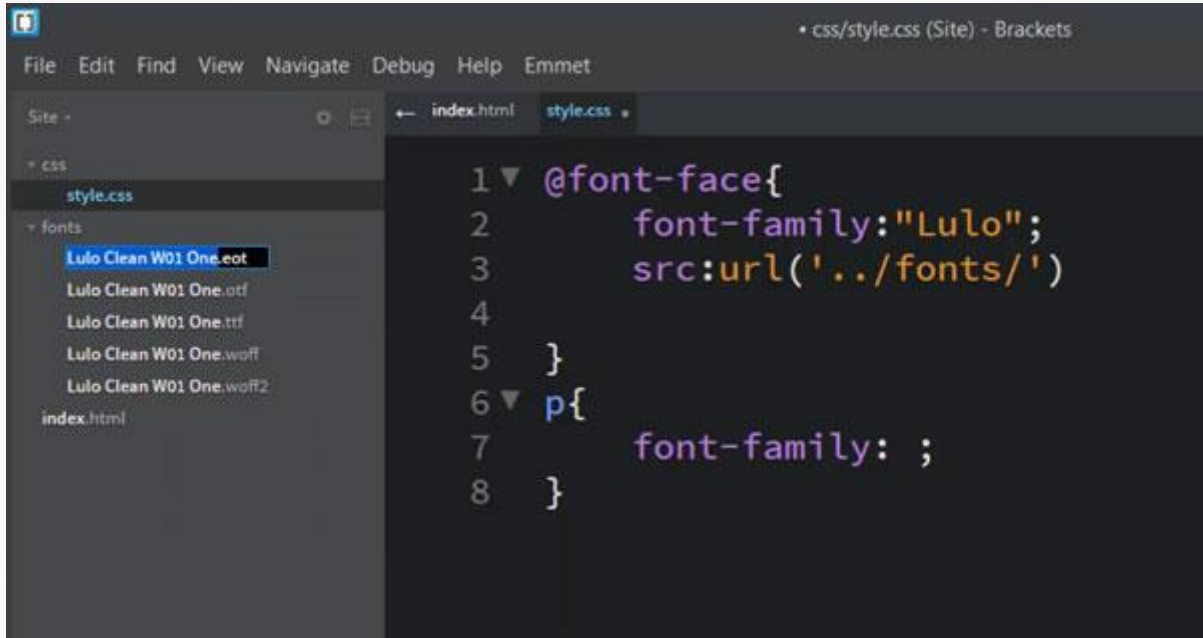 • css/style.css (Site) - Brackets
File Edit Find View Navigate Debug Help Emmet
Site
index.html style.css
css
style.css
fonts
Lulo Clean W01 One.eot
Lulo Clean W01 One.otf
Lulo Clean W01 One.ttf
Lulo Clean W01 One.woff
Lulo Clean W01 One.woff2
index.html
1 @font-face{
2 font-family:"Lulo";
3 src:url('../fonts/')
4
5 }
6 p{
7 font-family: ;
8 }